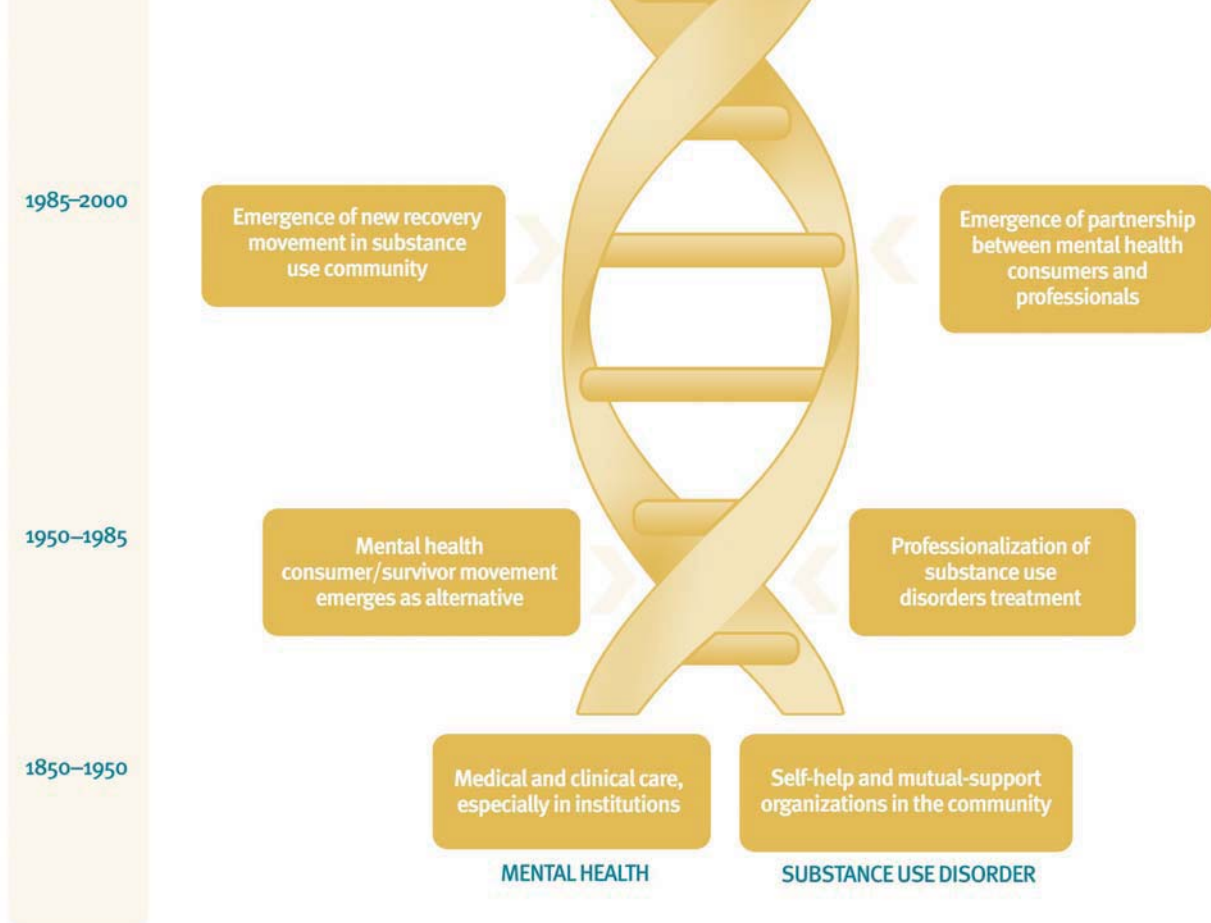 1985–2000
Emergence of new recovery
movement in substance
use community
Emergence of partnership
between mental health
consumers and
professionals
1950–1985
Mental health
consumer/survivor movement
emerges as alternative
Professionalization of
substance use
disorders treatment
1850–1950
Medical and clinical care,
especially in institutions
Self-help and mutual-support
organizations in the community
MENTAL HEALTH
SUBSTANCE USE DISORDER